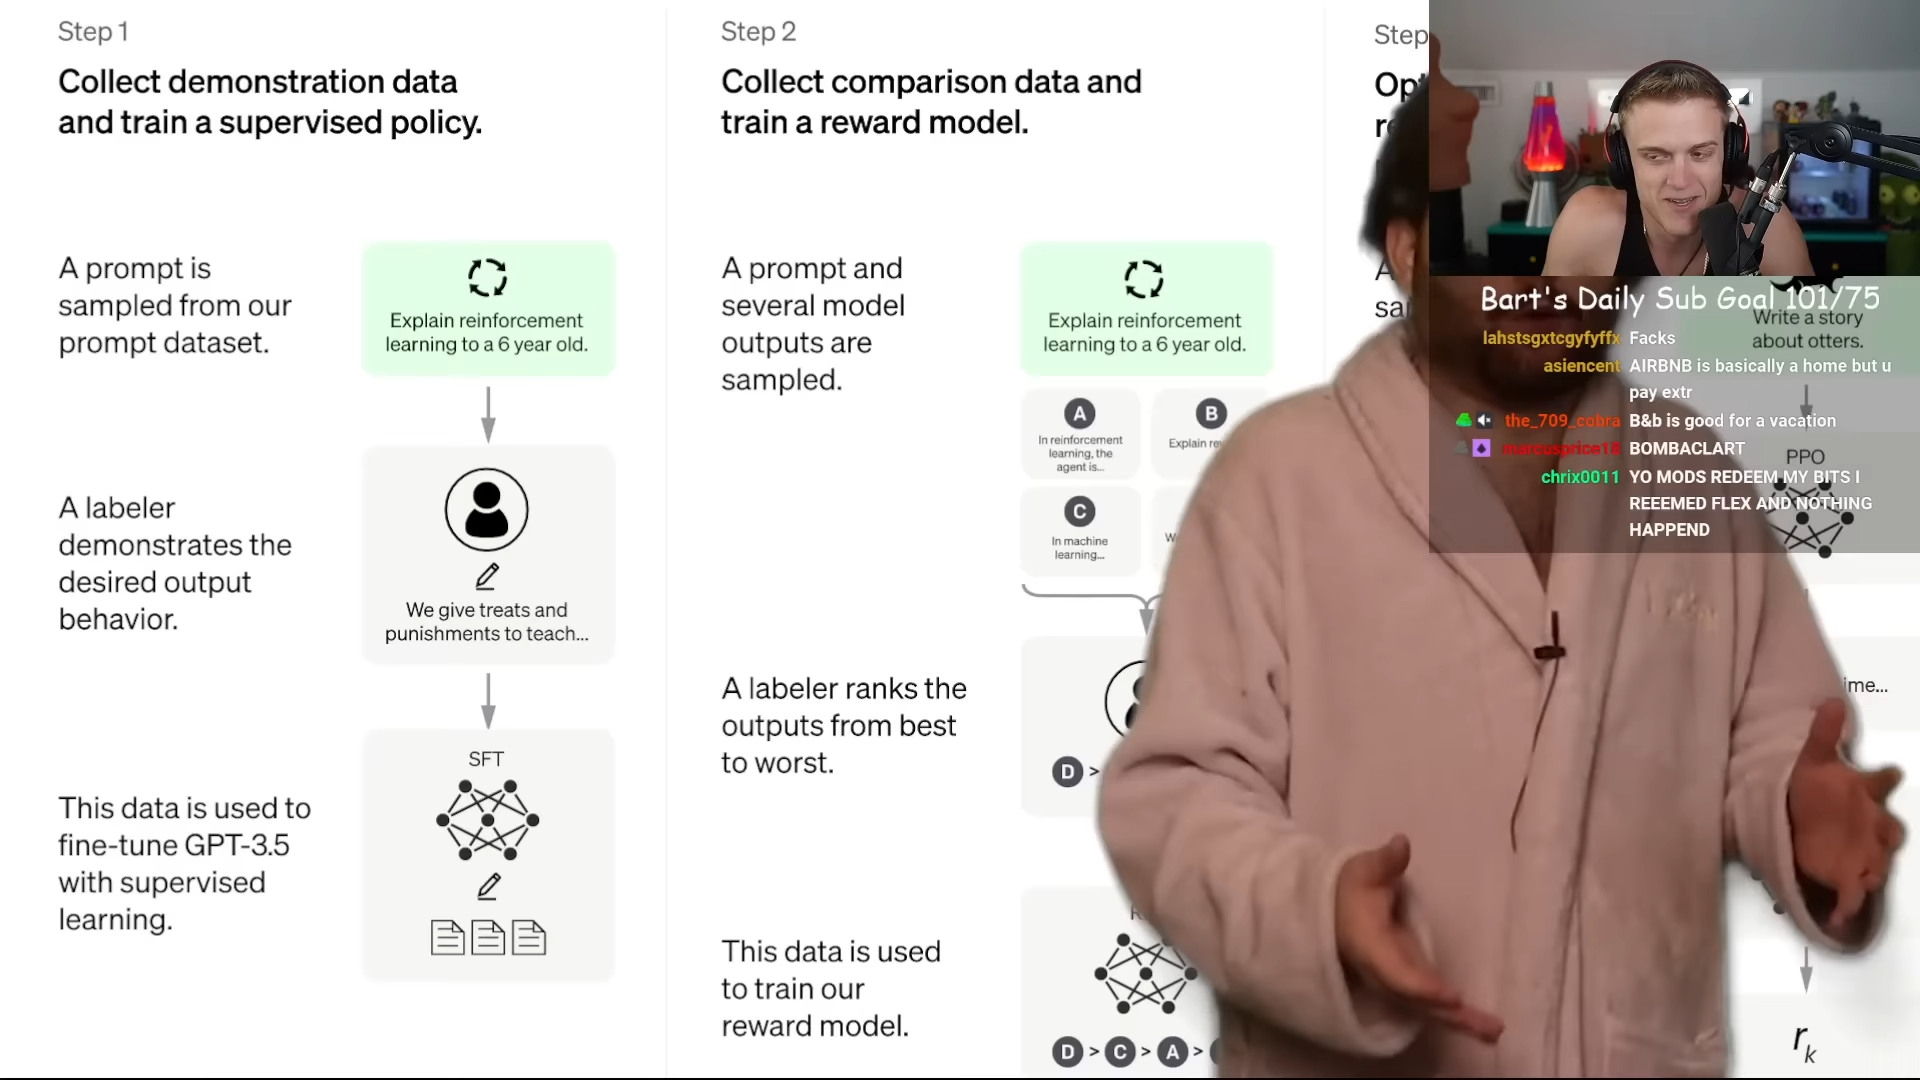 Step 1
Collect demonstration data
and train a supervised policy.
A prompt is
sampled from our
prompt dataset.
Explain reinforcement
learning to a 6 year old.
A labeler
demonstrates the
desired output
behavior.
We give treats and
punishments to teach...
This data is used to
fine-tune GPT-3.5
with supervised
learning.
SFT
Step 2
Collect comparison data and
train a reward model.
A prompt and
several model
outputs are
sampled.
Explain reinforcement
learning to a 6 year old.
A
In reinforcement
learning, the
agent is...
B
Explain re
C
In machine
learning...
A labeler ranks the
outputs from best
to worst.
D >
This data is used
to train our
reward model.
D > C > A >
Step
Bart's Daily Sub Goal 101/75
Write a story
about otters.
lahstsgxtcgyfyffx Facks
asiencent AIRBNB is basically a home but u
pay extr
the_709_cobra B&b is good for a vacation
marcusprice18 BOMBACLART
chrix0011 YO MODS REDEEM MY BITS I
REEEMED FLEX AND NOTHING
HAPPEND
PPO
ime...
rk